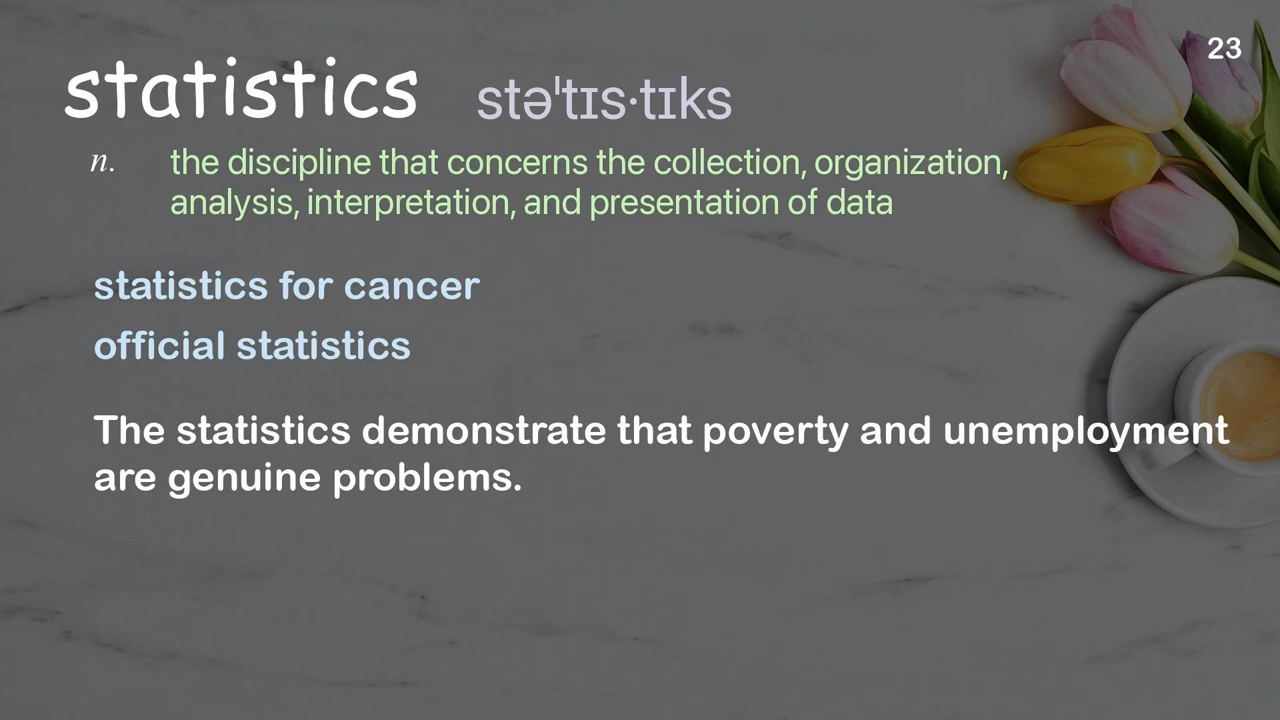 23
statistics stəˈtɪs·tɪks
n. the discipline that concerns the collection, organization,
analysis, interpretation, and presentation of data
statistics for cancer
official statistics
The statistics demonstrate that poverty and unemployment
are genuine problems.